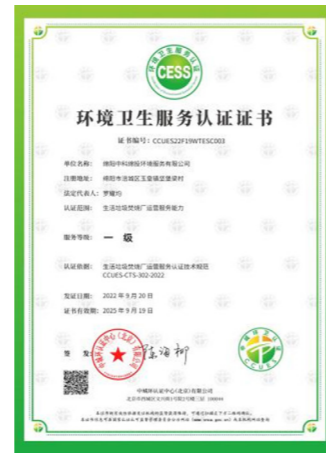 环境卫生服务认证
CESS
环境卫生服务认证证书
证书编号：CCUES22F19WTESC003
单位名称：绵阳中科绵投环境服务有限公司
注册地址：绵阳市涪城区玉皇镇堂堡梁村
法定代表人：罗耀均
认证范围：生活垃圾焚烧厂运营服务能力
服务等级：一 级
认证依据：生活垃圾焚烧厂运营服务认证技术规范
CCUES-CTS-302-2022
发证日期：2022 年 9 月 20 日
证书有效期：2025 年 9 月 19 日
签 发：
中城环认证中心(北京)有限公司